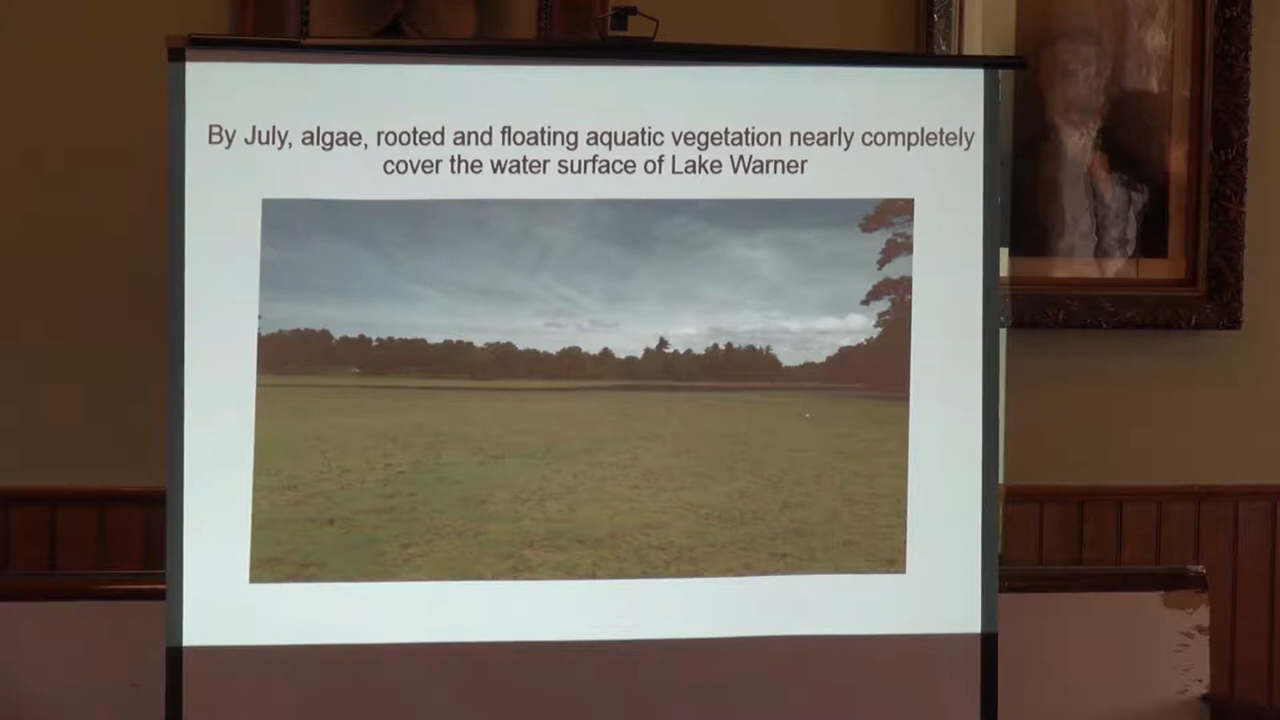 By July, algae, rooted and floating aquatic vegetation nearly completely
cover the water surface of Lake Warner